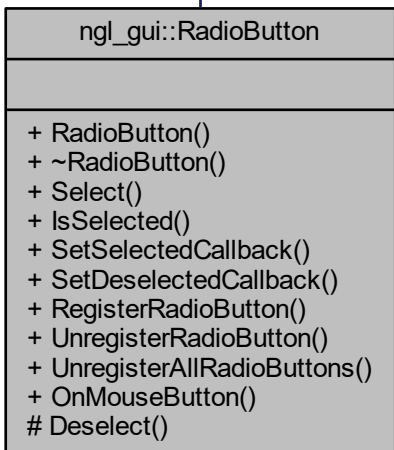 ngl_gui::RadioButton
+ RadioButton()
+ ~RadioButton()
+ Select()
+ IsSelected()
+ SetSelectedCallback()
+ SetDeselectedCallback()
+ RegisterRadioButton()
+ UnregisterRadioButton()
+ UnregisterAllRadioButtons()
+ OnMouseButton()
# Deselect()